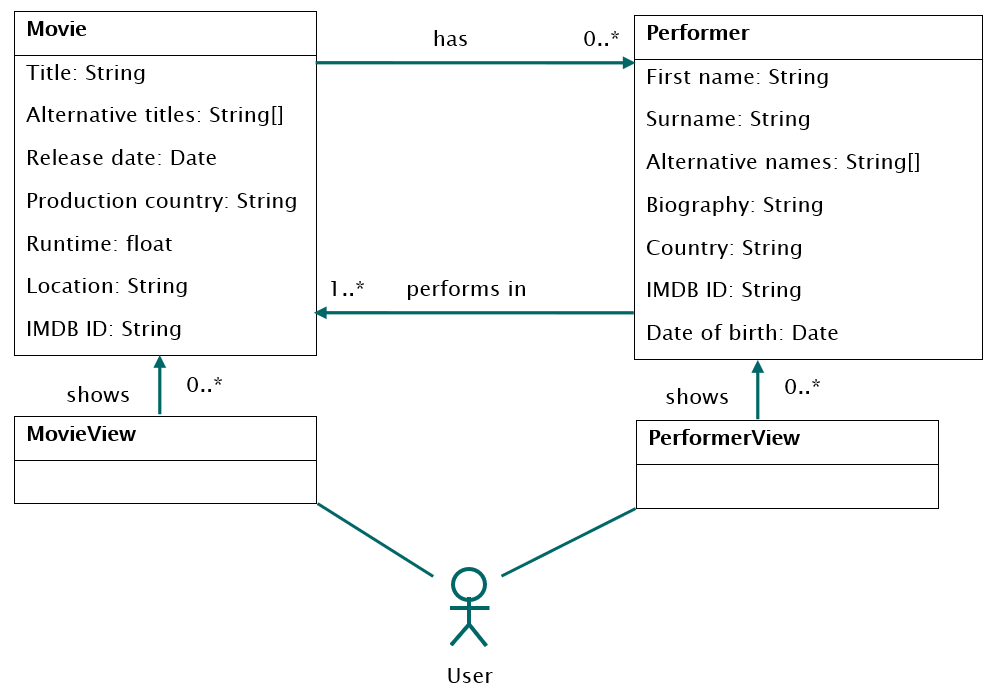 Movie
Title: String
Alternative titles: String[]
Release date: Date
Production country: String
Runtime: float
Location: String
IMDB ID: String
has
0..*
Performer
First name: String
Surname: String
Alternative names: String[]
Biography: String
Country: String
IMDB ID: String
Date of birth: Date
1..*
performs in
shows
0..*
shows
0..*
MovieView
PerformerView
User